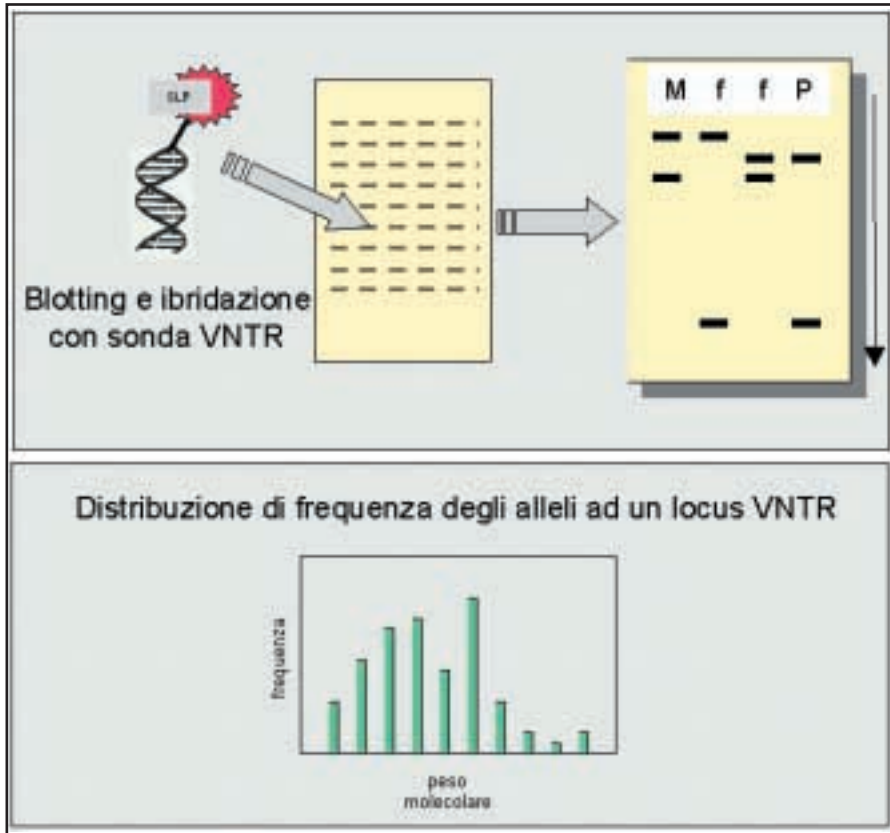 SLP
M f f P
Blotting e ibridazione
con sonda VNTR
Distribuzione di frequenza degli alleli ad un locus VNTR
frequenza
peso
molecolare